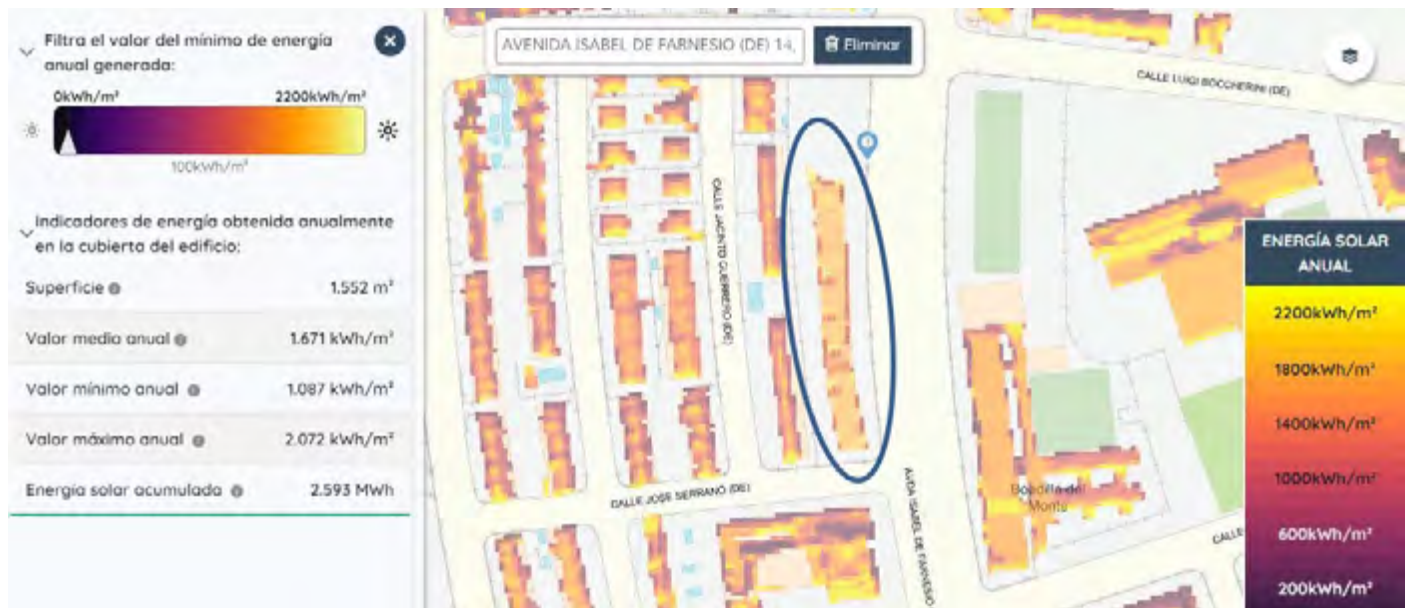 Filtra el valor del mínimo de energía
anual generada:
0kWh/m²
2200kWh/m²
100kWh/m²
Indicadores de energía obtenida anualmente
en la cubierta del edificio:
Superficie
1.552 m²
Valor medio anual
1.671 kWh/m²
Valor mínimo anual
1.087 kWh/m²
Valor máximo anual
2.072 kWh/m²
Energía solar acumulada
2.593 MWh
AVENIDA ISABEL DE FARNESIO (DE) 14,
Eliminar
CALLE LUIGI BOCCHERINI (DE)
CALLE JACINTO GUERRERO (DE)
CALLE JOSE SERRANO (DE)
AVDA ISABEL DE FARNESIO
Boadilla del
Monte
CALLE
ENERGÍA SOLAR
ANUAL
2200kWh/m²
1800kWh/m²
1400kWh/m²
1000kWh/m²
600kWh/m²
200kWh/m²